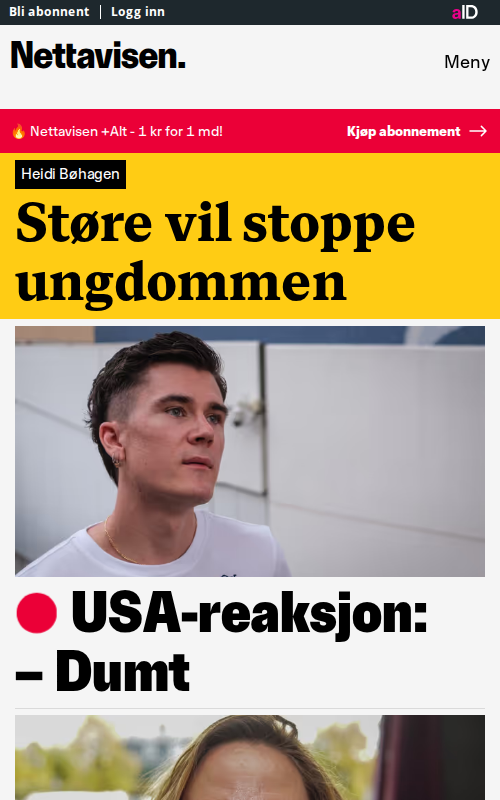 Bli abonnent
Logg inn
aID
Nettavisen.
Meny
🔥 Nettavisen +Alt - 1 kr for 1 md!
Kjøp abonnement →
Heidi Bøhagen
Støre vil stoppe
ungdommen
USA-reaksjon:
– Dumt